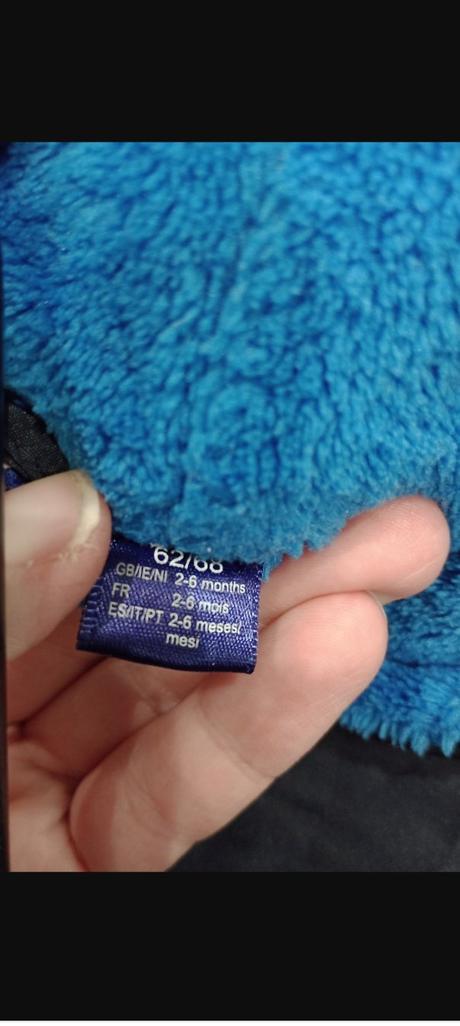 62/68
GB/IE/NI 2-6 months
FR 2-6 mois
ES/IT/PT 2-6 meses/
mesi